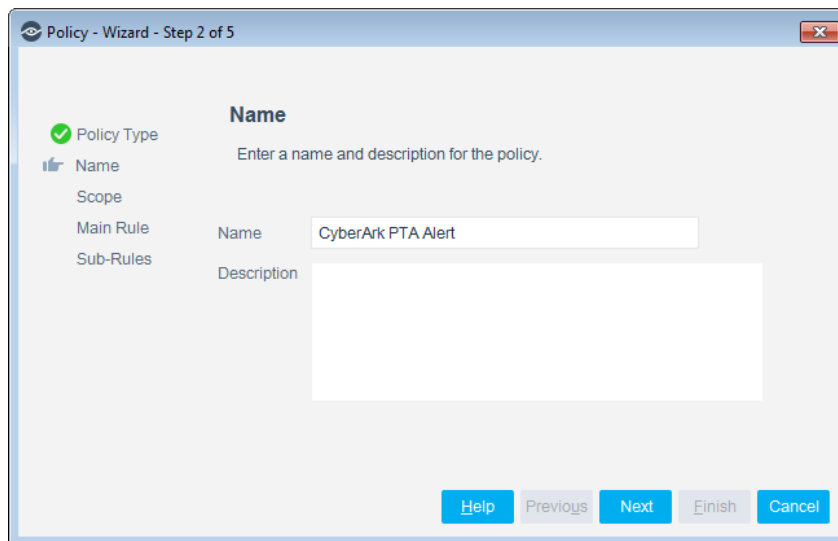 Policy - Wizard - Step 2 of 5
Policy Type
Name
Scope
Main Rule
Sub-Rules
Name
Enter a name and description for the policy.
Name
CyberArk PTA Alert
Description
Help
Previous
Next
Finish
Cancel